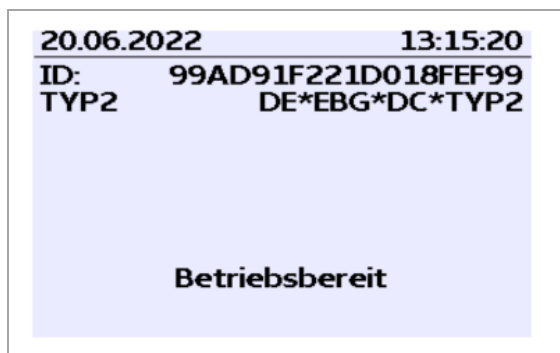 20.06.2022 13:15:20
ID: 99AD91F221D018FEF99
TYP2 DE*EBG*DC*TYP2
Betriebsbereit